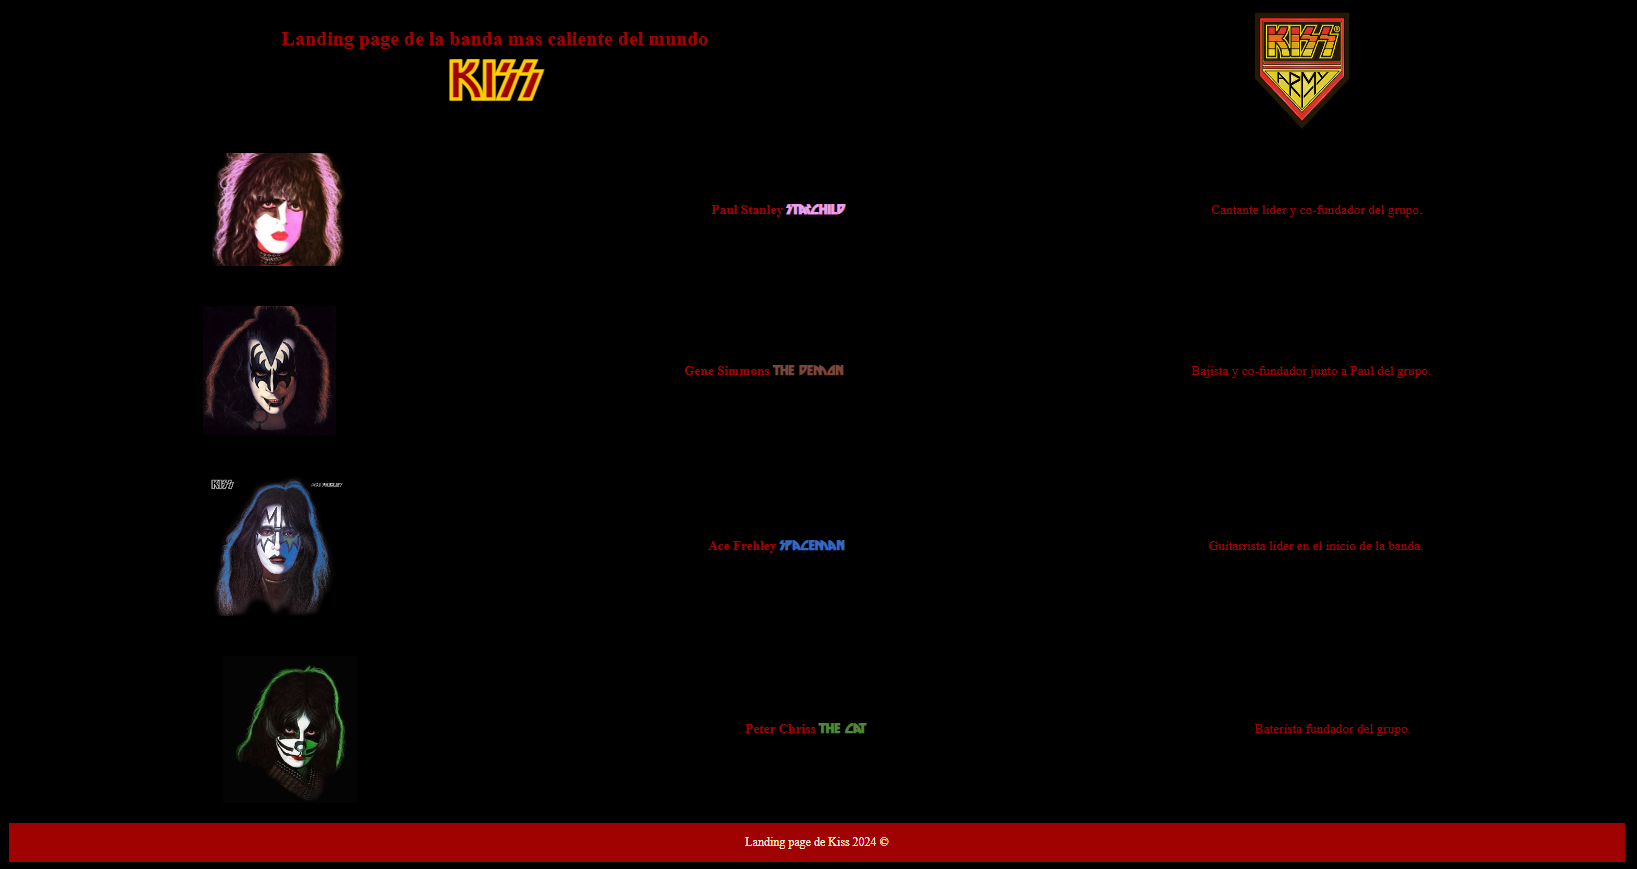 Landing page de la banda mas caliente del mundo
KISS
KISS®
ARMY
Paul Stanley STARCHILD
Cantante lider y co-fundador del grupo.
Gene Simmons THE DEMON
Bajista y co-fundador junto a Paul del grupo.
KISS
Ace Frehley SPACEMAN
Guitarrista lider en el inicio de la banda.
Peter Chriss THE CAT
Baterista fundador del grupo.
Landing page de Kiss 2024 ©